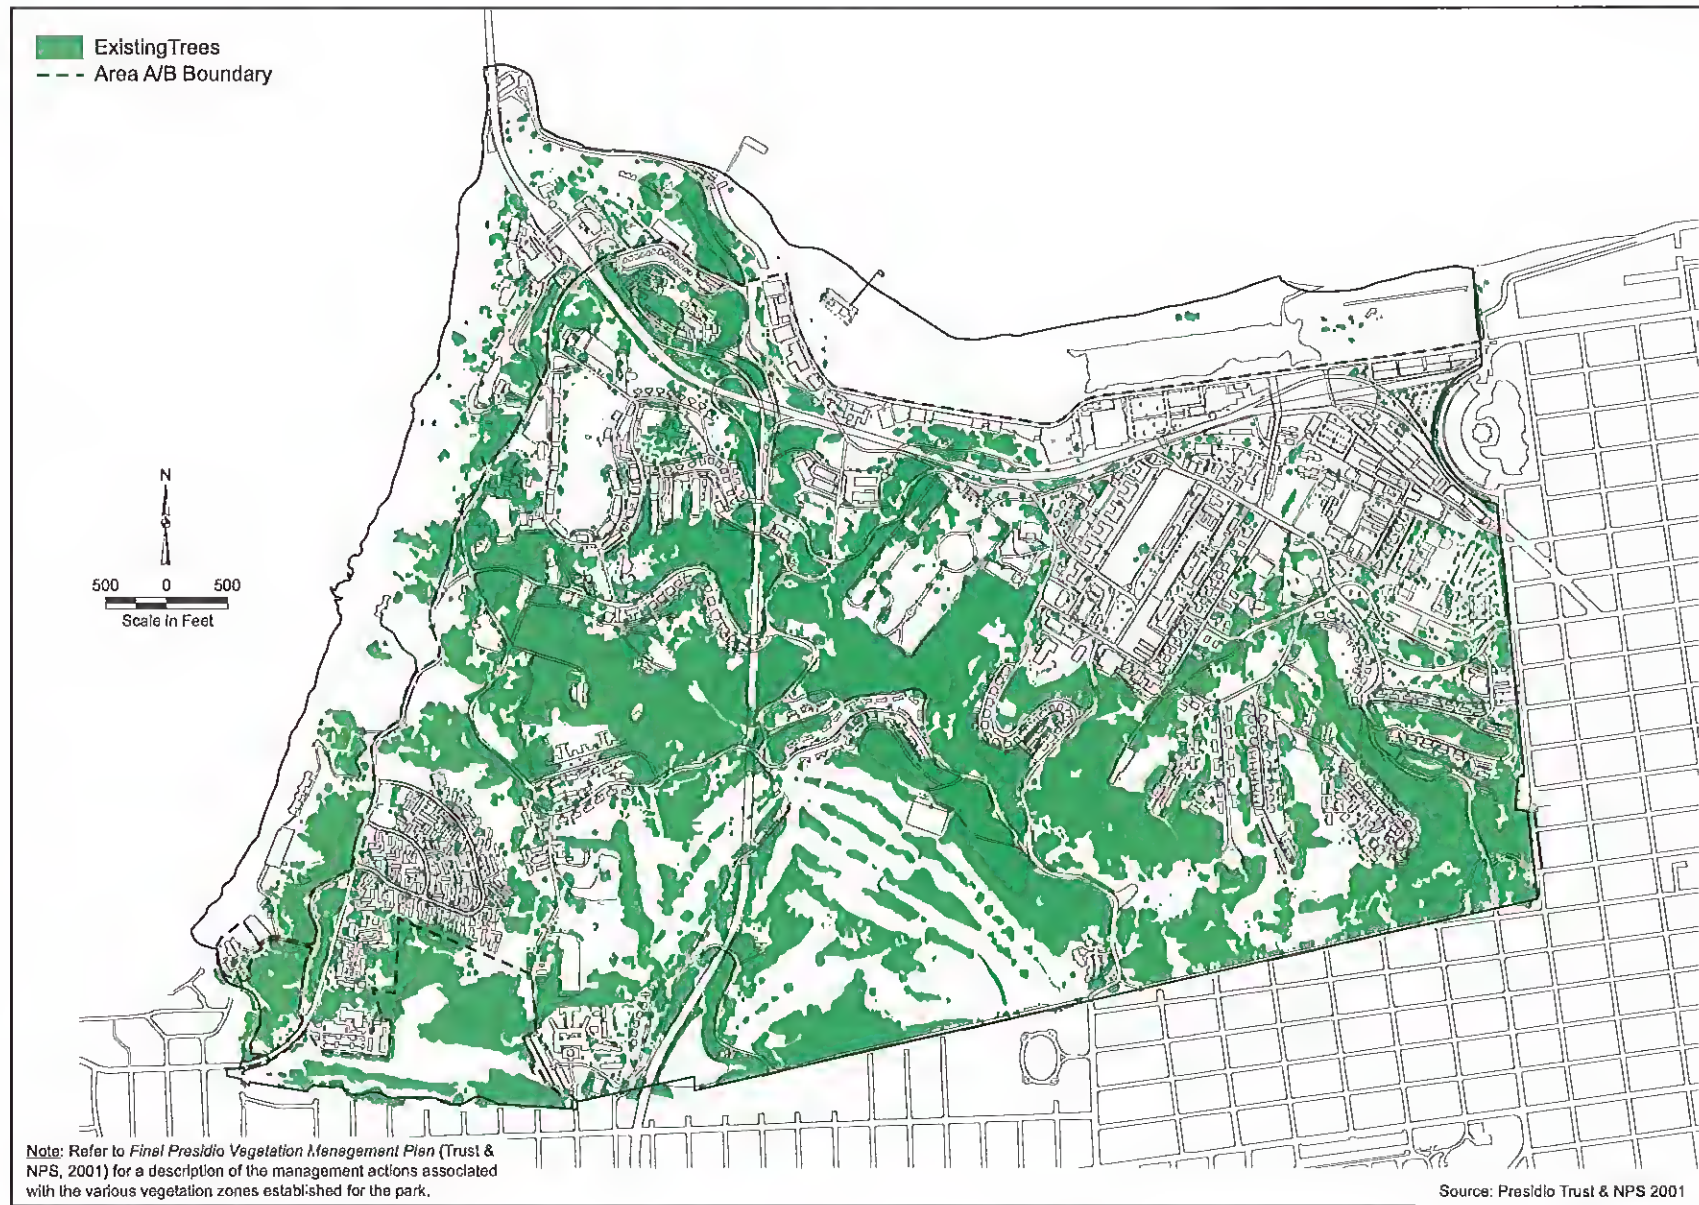 ExistingTrees
Area A/B Boundary
N
500 0 500
Scale in Feet
Note: Refer to Final Presidio Vegetation Management Plan (Trust &
NPS, 2001) for a description of the management actions associated
with the various vegetation zones established for the park.
Source: Presidio Trust & NPS 2001